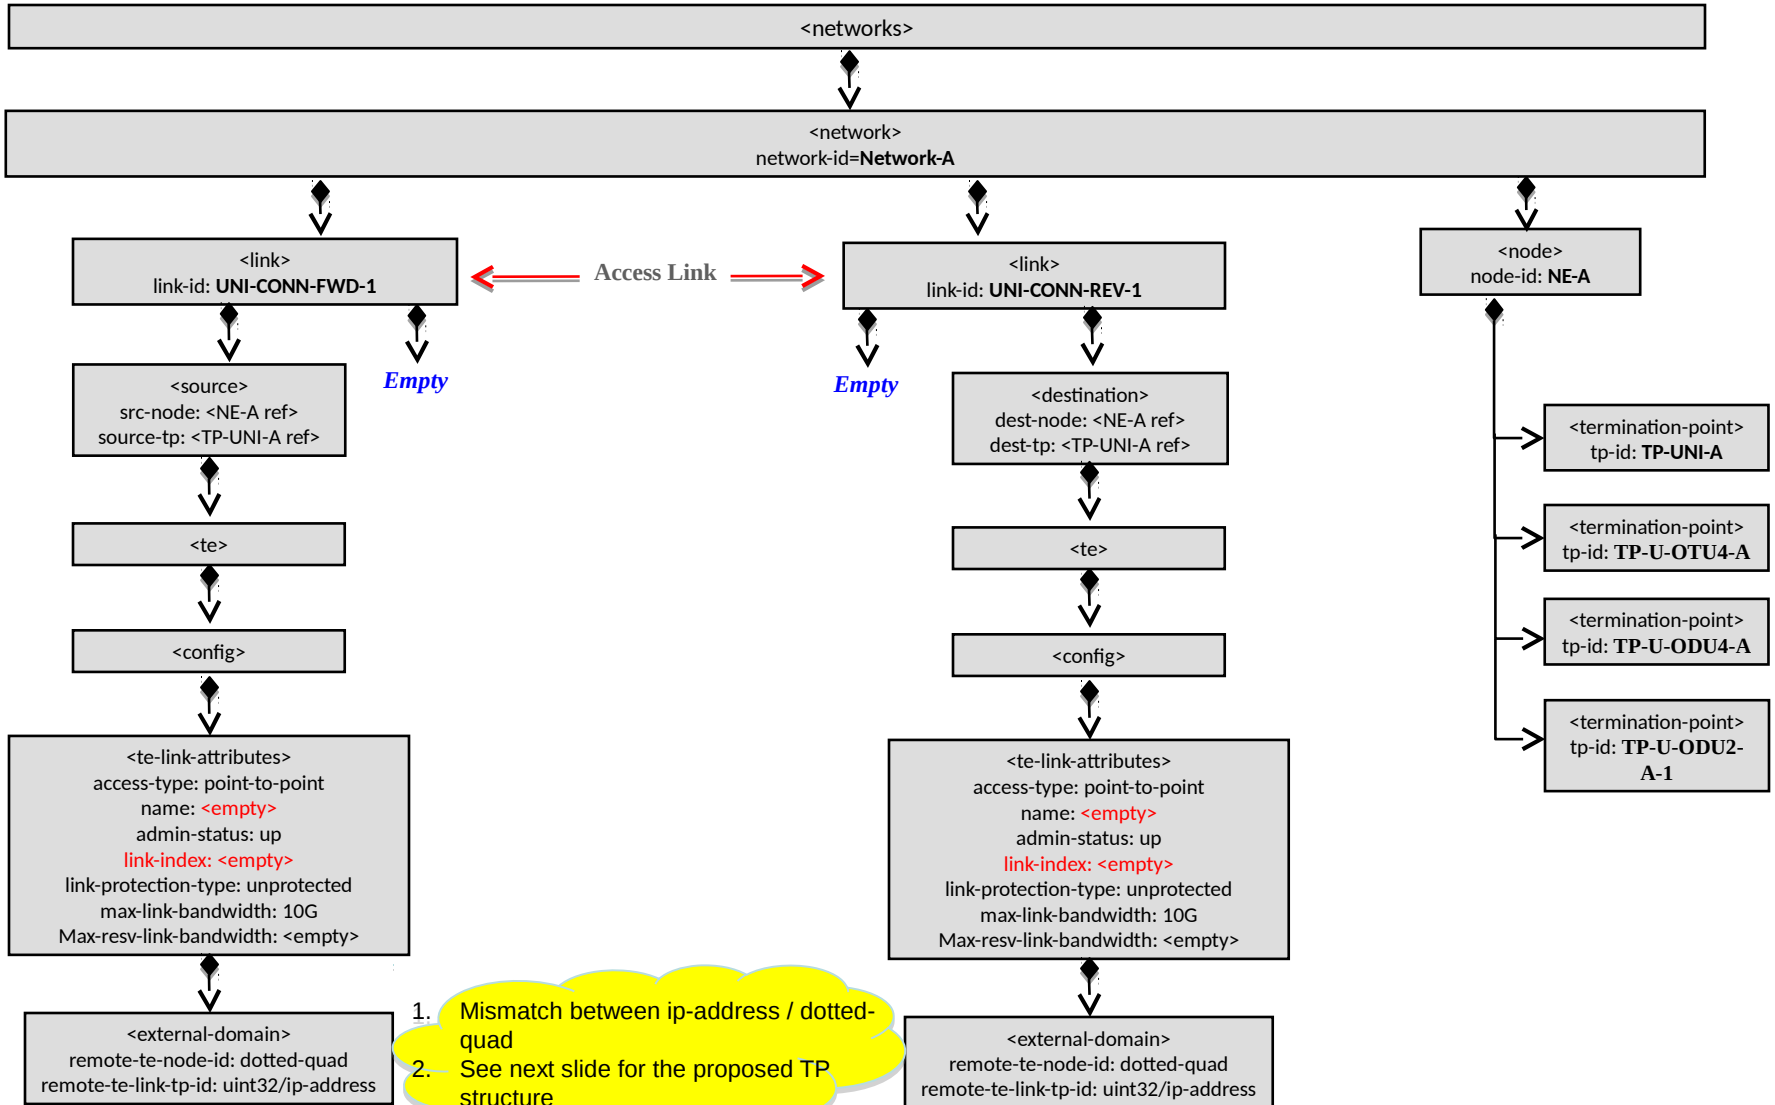 <networks>
<network>
network-id=Network-A
<link>
link-id: UNI-CONN-FWD-1
Access Link
<link>
link-id: UNI-CONN-REV-1
<node>
node-id: NE-A
<source>
src-node: <NE-A ref>
source-tp: <TP-UNI-A ref>
Empty
Empty
<destination>
dest-node: <NE-A ref>
dest-tp: <TP-UNI-A ref>
<termination-point>
tp-id: TP-UNI-A
<te>
<te>
<termination-point>
tp-id: TP-U-OTU4-A
<config>
<config>
<termination-point>
tp-id: TP-U-ODU4-A
<termination-point>
tp-id: TP-U-ODU2-
A-1
<te-link-attributes>
access-type: point-to-point
name: <empty>
admin-status: up
link-index: <empty>
link-protection-type: unprotected
max-link-bandwidth: 10G
Max-resv-link-bandwidth: <empty>
<te-link-attributes>
access-type: point-to-point
name: <empty>
admin-status: up
link-index: <empty>
link-protection-type: unprotected
max-link-bandwidth: 10G
Max-resv-link-bandwidth: <empty>
<external-domain>
remote-te-node-id: dotted-quad
remote-te-link-tp-id: uint32/ip-address
1. Mismatch between ip-address / dotted-
quad
2. See next slide for the proposed TP
structure
<external-domain>
remote-te-node-id: dotted-quad
remote-te-link-tp-id: uint32/ip-address